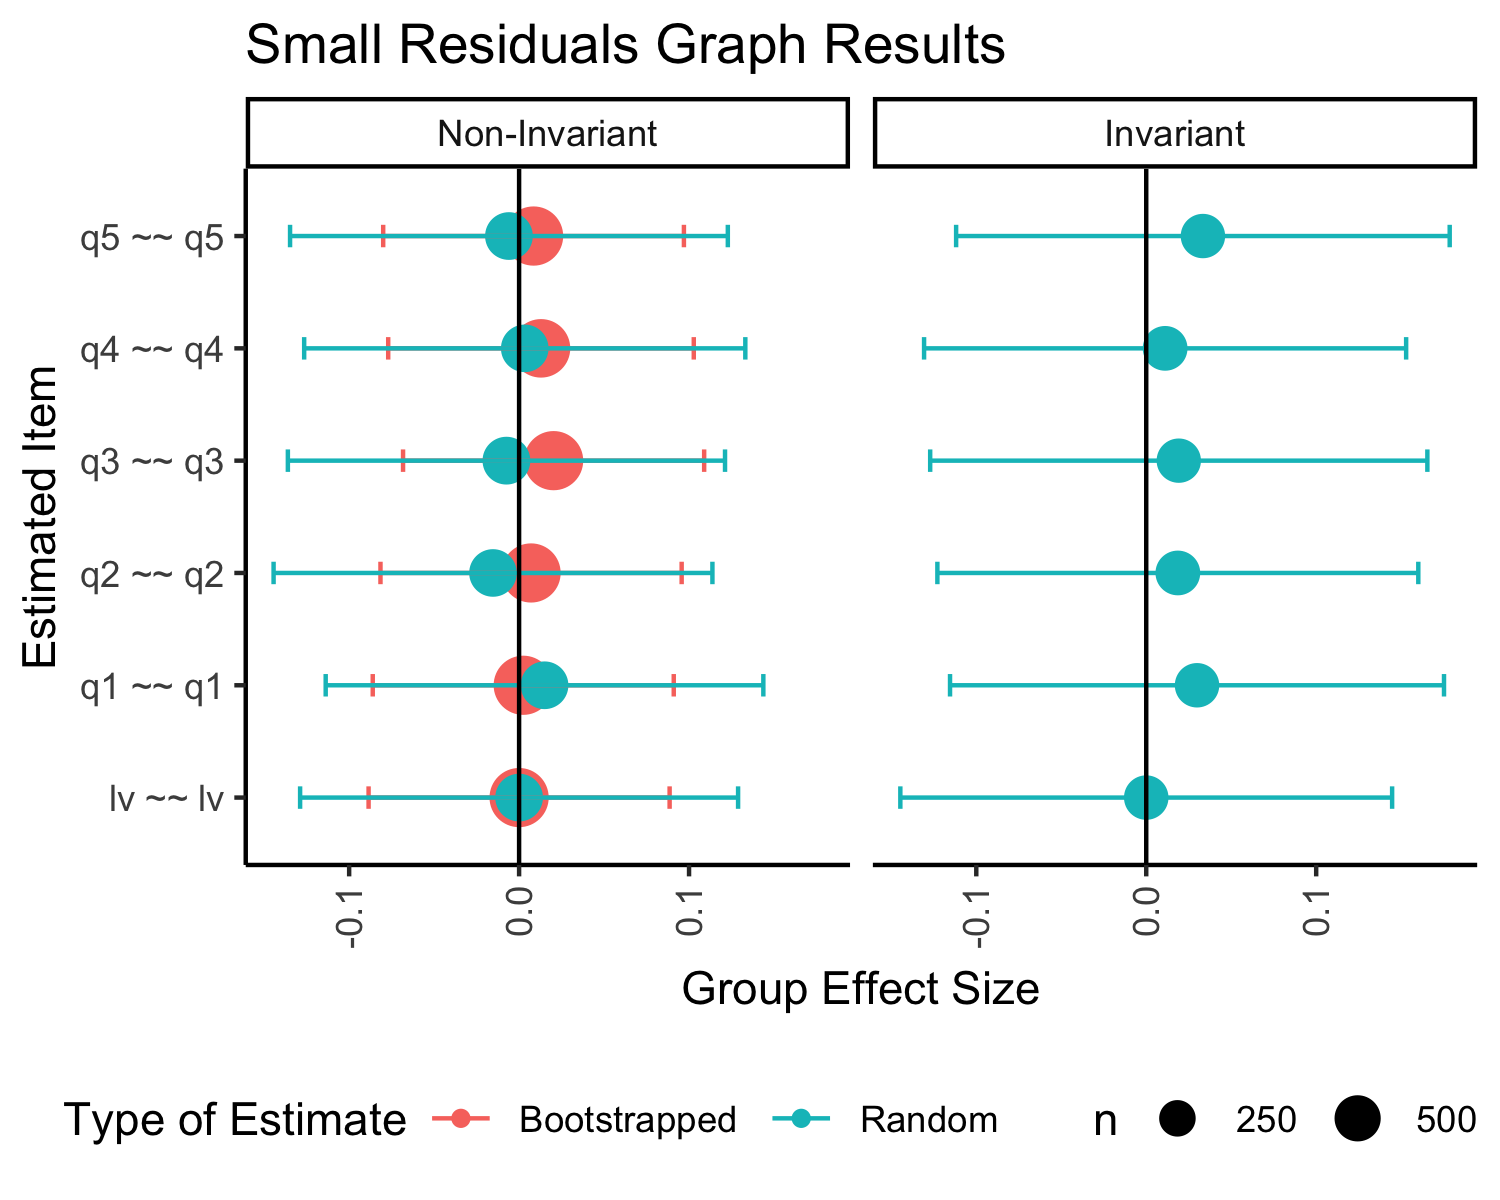 Small Residuals Graph Results
Non-Invariant
Invariant
Estimated Item
q5 ~~ q5
q4 ~~ q4
q3 ~~ q3
q2 ~~ q2
q1 ~~ q1
lv ~~ lv
-0.1 0.0 0.1
-0.1 0.0 0.1
Group Effect Size
Type of Estimate Bootstrapped Random n 250 500